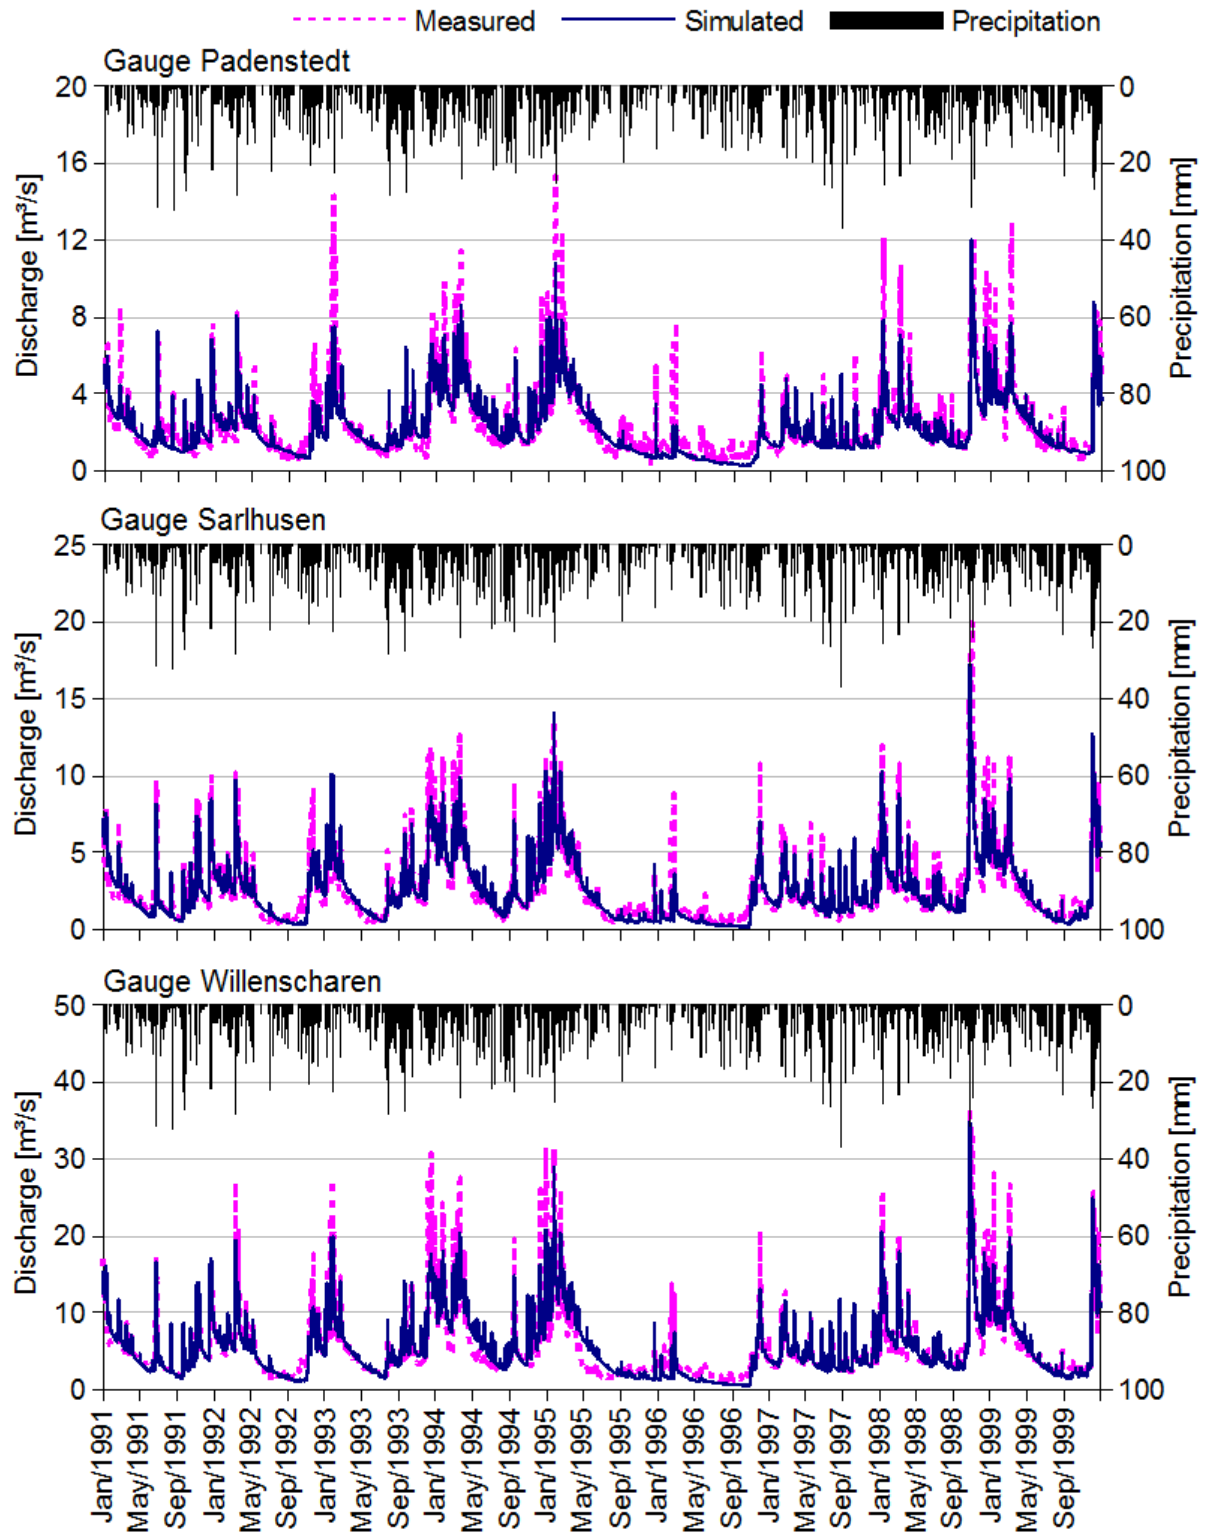 Measured Simulated Precipitation
Gauge Padenstedt
20 16 12 8 4 0
Discharge [m³/s]
0 20 40 60 80 100
Precipitation [mm]
Gauge Sarlhusen
25 20 15 10 5 0
Discharge [m³/s]
0 20 40 60 80 100
Precipitation [mm]
Gauge Willenscharen
50 40 30 20 10 0
Discharge [m³/s]
0 20 40 60 80 100
Precipitation [mm]
Jan/1991 May/1991 Sep/1991 Jan/1992 May/1992 Sep/1992 Jan/1993 May/1993 Sep/1993 Jan/1994 May/1994 Sep/1994 Jan/1995 May/1995 Sep/1995 Jan/1996 May/1996 Sep/1996 Jan/1997 May/1997 Sep/1997 Jan/1998 May/1998 Sep/1998 Jan/1999 May/1999 Sep/1999